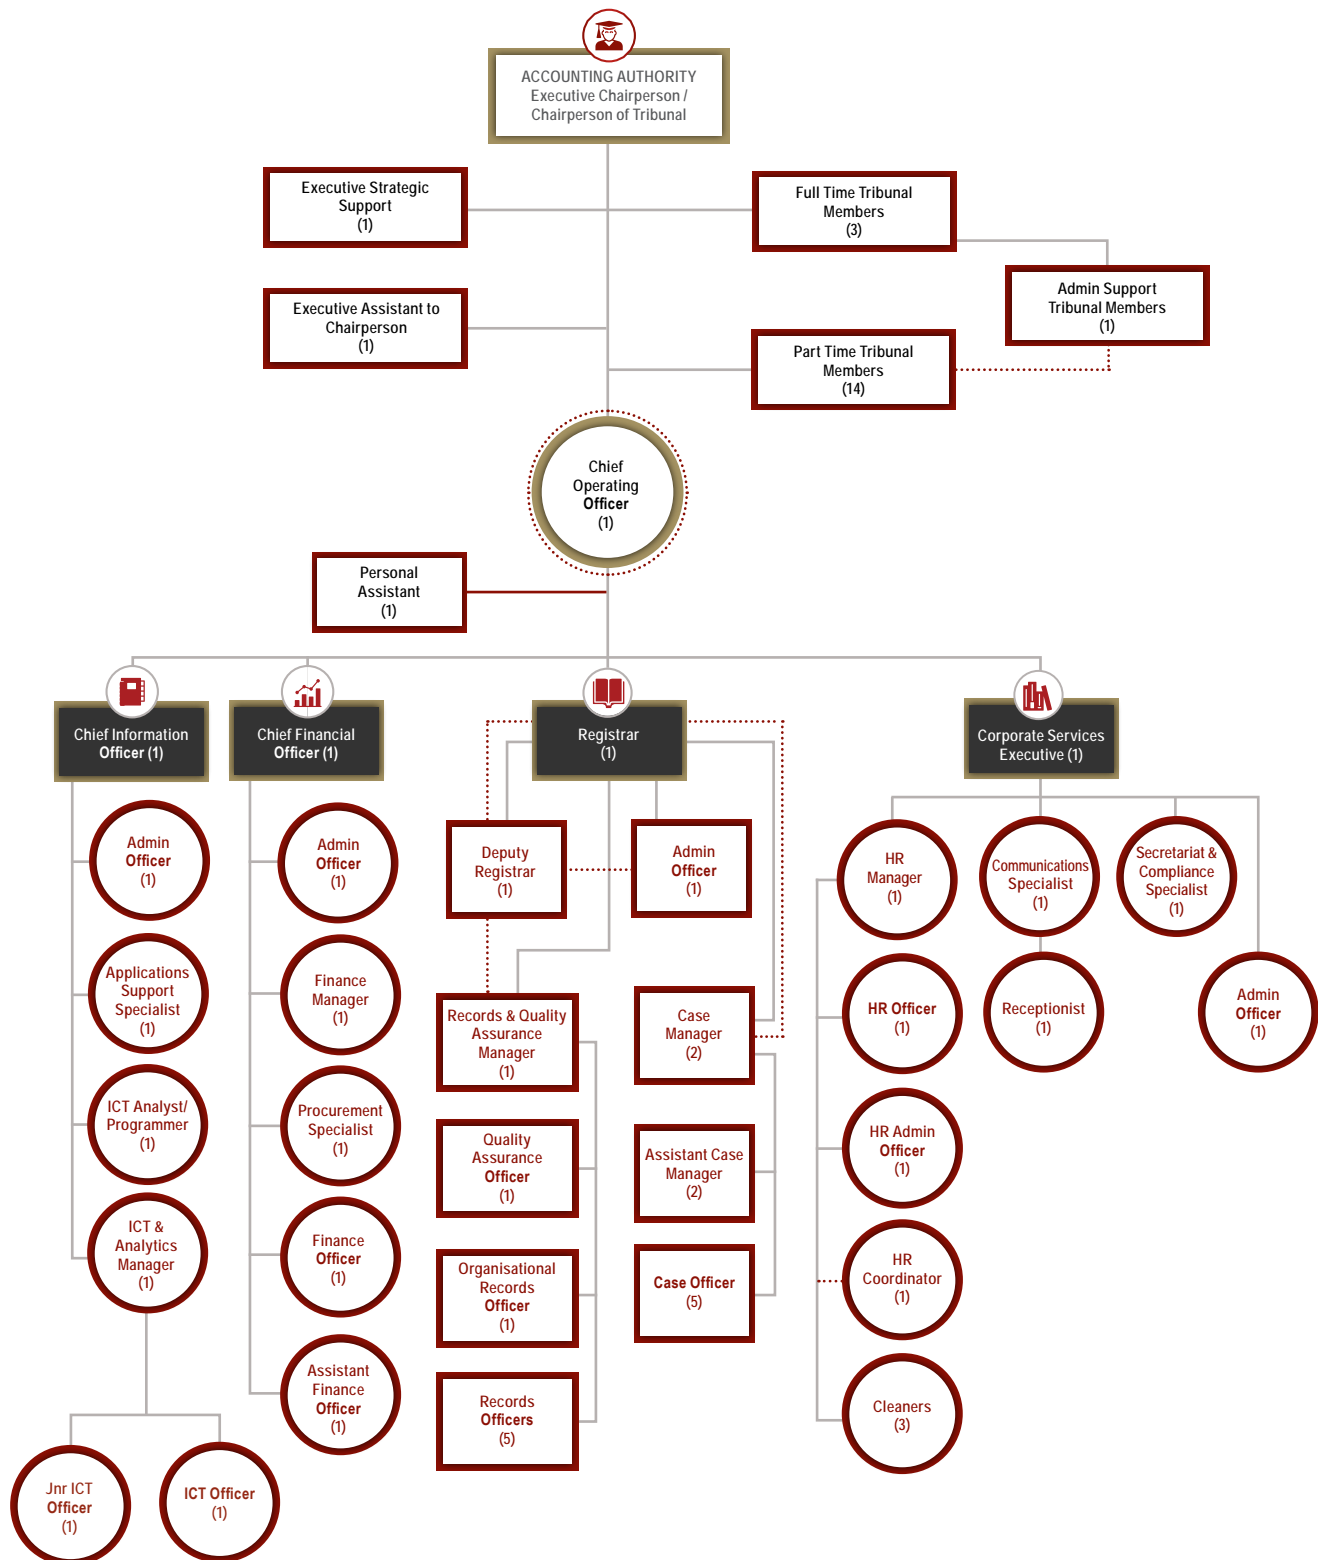 ACCOUNTING AUTHORITY
Executive Chairperson /
Chairperson of Tribunal
Executive Strategic
Support
(1)
Full Time Tribunal
Members
(3)
Admin Support
Tribunal Members
(1)
Executive Assistant to
Chairperson
(1)
Part Time Tribunal
Members
(14)
Chief
Operating
Officer
(1)
Personal
Assistant
(1)
Chief Information
Officer (1)
Chief Financial
Officer (1)
Registrar
(1)
Corporate Services
Executive (1)
Admin
Officer
(1)
Applications
Support
Specialist
(1)
ICT Analyst/
Programmer
(1)
ICT &
Analytics
Manager
(1)
Jnr ICT
Officer
(1)
ICT Officer
(1)
Admin
Officer
(1)
Finance
Manager
(1)
Procurement
Specialist
(1)
Finance
Officer
(1)
Assistant
Finance
Officer
(1)
Deputy
Registrar
(1)
Admin
Officer
(1)
Records & Quality
Assurance
Manager
(1)
Quality
Assurance
Officer
(1)
Organisational
Records
Officer
(1)
Records
Officers
(5)
Case
Manager
(2)
Assistant Case
Manager
(2)
Case Officer
(5)
HR
Manager
(1)
HR Officer
(1)
HR Admin
Officer
(1)
HR
Coordinator
(1)
Cleaners
(3)
Communications
Specialist
(1)
Receptionist
(1)
Secretariat &
Compliance
Specialist
(1)
Admin
Officer
(1)